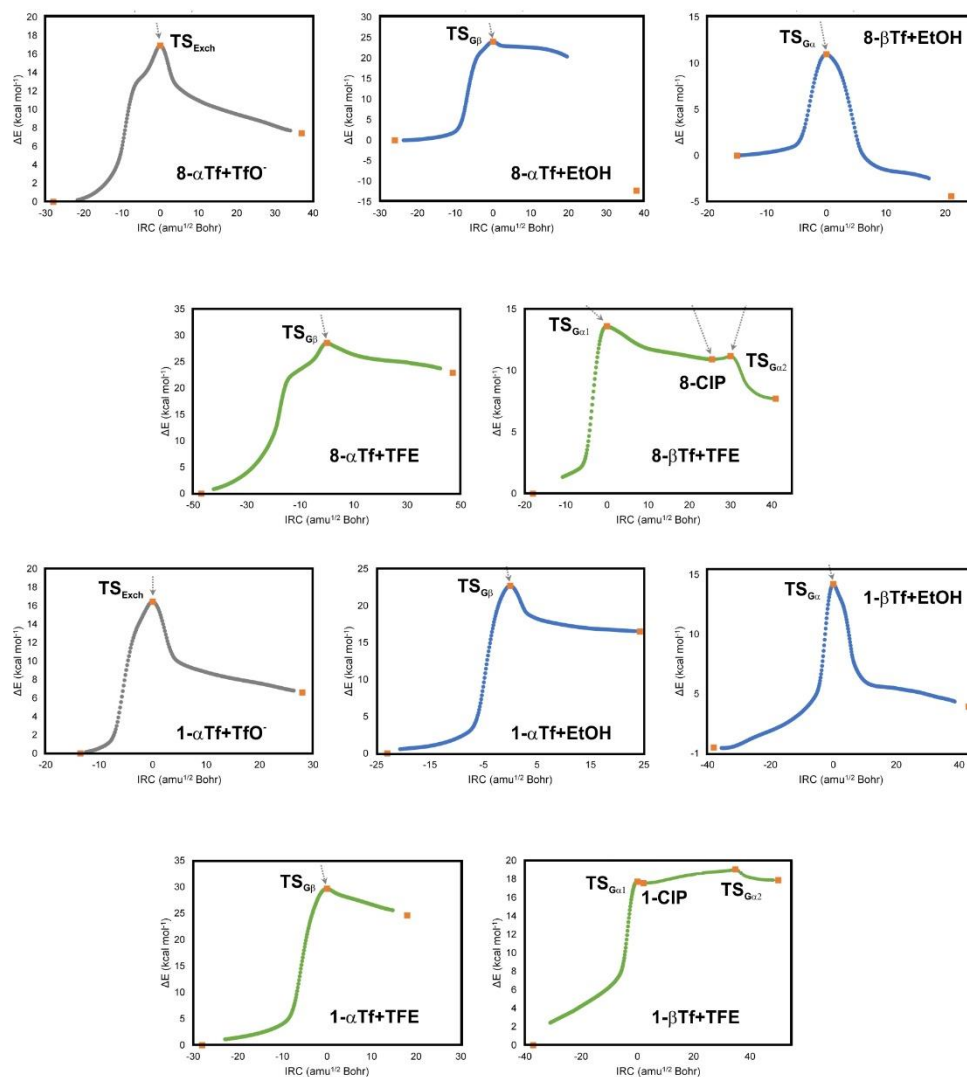 20
18
16
14
12
10
8
6
4
2
0
ΔE (kcal mol⁻¹)
TS_Exch
8-αTf+TfO⁻
-30 -20 -10 0 10 20 30 40
IRC (amu^1/2 Bohr)
30
25
20
15
10
5
0
-5
-10
-15
ΔE (kcal mol⁻¹)
TS_Gβ
8-αTf+EtOH
-30 -20 -10 0 10 20 30 40
IRC (amu^1/2 Bohr)
15
10
5
0
-5
ΔE (kcal mol⁻¹)
TS_Gα
8-βTf+EtOH
-20 -10 0 10 20
IRC (amu^1/2 Bohr)
35
30
25
20
15
10
5
0
ΔE (kcal mol⁻¹)
TS_Gβ
8-αTf+TFE
-50 -30 -10 10 30 50
IRC (amu^1/2 Bohr)
15
10
5
0
ΔE (kcal mol⁻¹)
TS_Gα1
8-CIP
TS_Gα2
8-βTf+TFE
-20 -10 0 10 20 30 40
IRC (amu^1/2 Bohr)
20
18
16
14
12
10
8
6
4
2
0
ΔE (kcal mol⁻¹)
TS_Exch
1-αTf+TfO⁻
-20 -10 0 10 20 30
IRC (amu^1/2 Bohr)
25
20
15
10
5
0
ΔE (kcal mol⁻¹)
TS_Gβ
1-αTf+EtOH
-25 -15 -5 5 15 25
IRC (amu^1/2 Bohr)
15
10
5
-1
ΔE (kcal mol⁻¹)
TS_Gα
1-βTf+EtOH
-40 -20 0 20 40
IRC (amu^1/2 Bohr)
35
30
25
20
15
10
5
0
ΔE (kcal mol⁻¹)
TS_Gβ
1-αTf+TFE
-30 -20 -10 0 10 20 30
IRC (amu^1/2 Bohr)
20
18
16
14
12
10
8
6
4
2
0
ΔE (kcal mol⁻¹)
TS_Gα1
1-CIP
TS_Gα2
1-βTf+TFE
-40 -20 0 20 40
IRC (amu^1/2 Bohr)